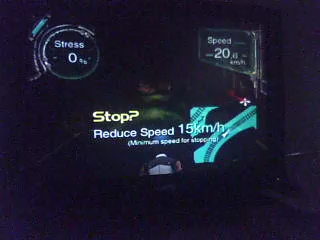 Stress
0 %
Speed
20.
km/h
Stop?
Reduce Speed 15km/h
(Minimum speed for stopping)